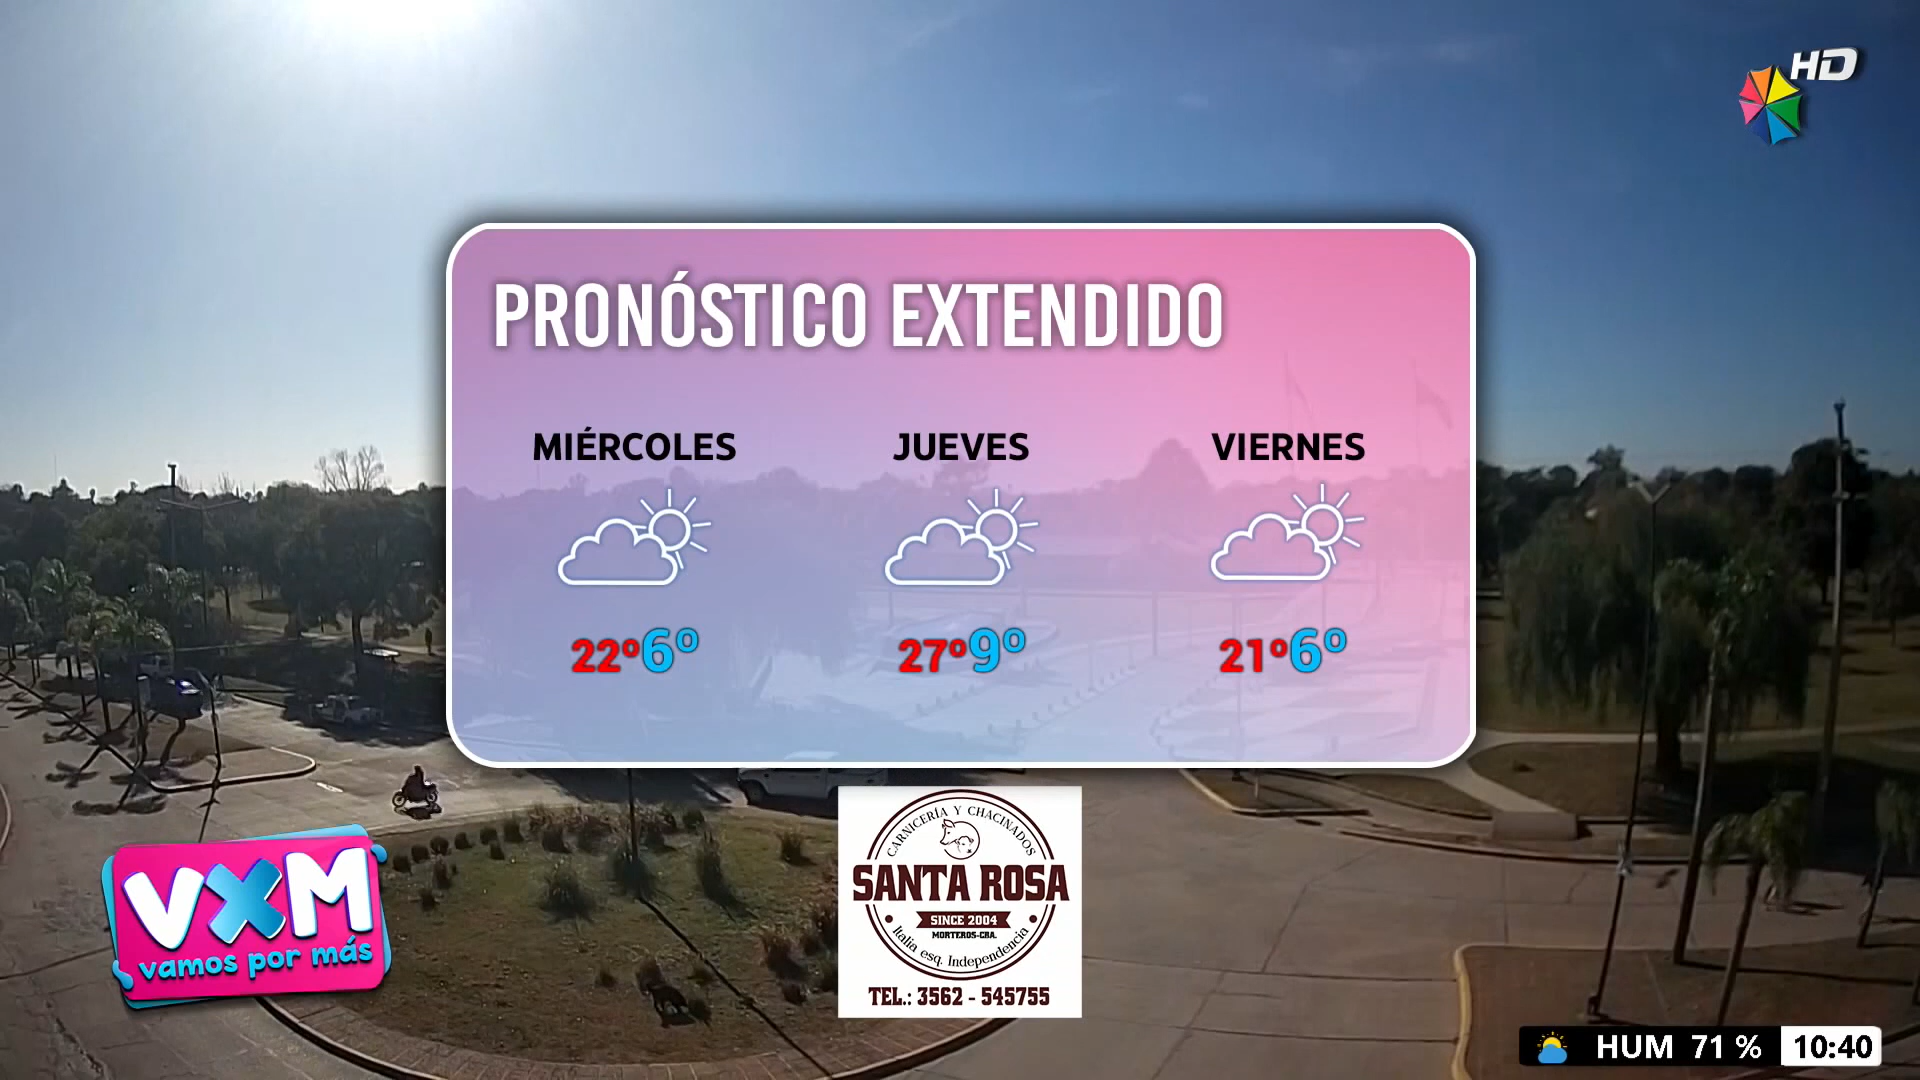 HD
PRONÓSTICO EXTENDIDO
MIÉRCOLES
JUEVES
VIERNES
22º6º
27º9º
21º6º
VXM
vamos por más
CARNICERÍA Y CHACINADOS
SANTA ROSA
SINCE 2004
MORTEROS-CBA.
Italia esq. Independencia
TEL.: 3562 - 545755
HUM 71 % 10:40